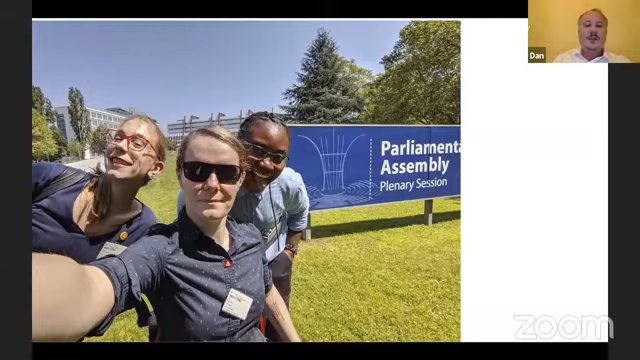 Parliamenta
Assembly
Plenary Session
Dan
zoom